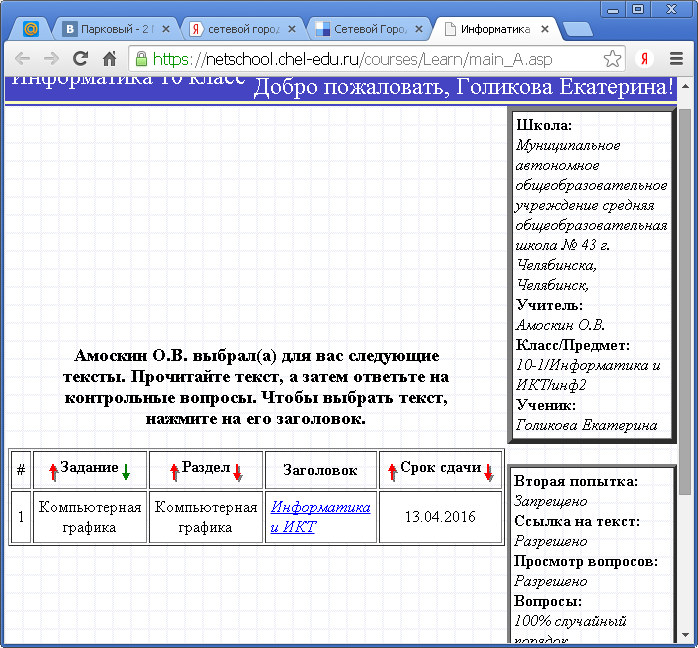 Парковый - 2
сетевой город
Сетевой Горо
Информатика
https://netschool.chel-edu.ru/courses/Learn/main_A.asp
Информатика 10 класс
Добро пожаловать, Голикова Екатерина!
Амоскин О.В. выбрал(а) для вас следующие
тексты. Прочитайте текст, а затем ответьте на
контрольные вопросы. Чтобы выбрать текст,
нажмите на его заголовок.
# Задание Раздел Заголовок Срок сдачи
1 Компьютерная графика Компьютерная графика Информатика и ИКТ 13.04.2016
Школа:
Муниципальное
автономное
общеобразовательное
учреждение средняя
общеобразовательная
школа № 43 г.
Челябинска,
Челябинск,
Учитель:
Амоскин О.В.
Класс/Предмет:
10-1/Информатика и
ИКТ/инф2
Ученик:
Голикова Екатерина
Вторая попытка:
Запрещено
Ссылка на текст:
Разрешено
Просмотр вопросов:
Разрешено
Вопросы:
100% случайный
порядок